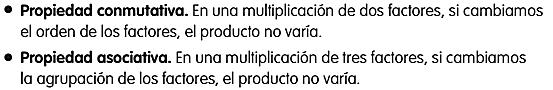 ● Propiedad conmutativa. En una multiplicación de dos factores, si cambiamos
el orden de los factores, el producto no varía.
● Propiedad asociativa. En una multiplicación de tres factores, si cambiamos
la agrupación de los factores, el producto no varía.